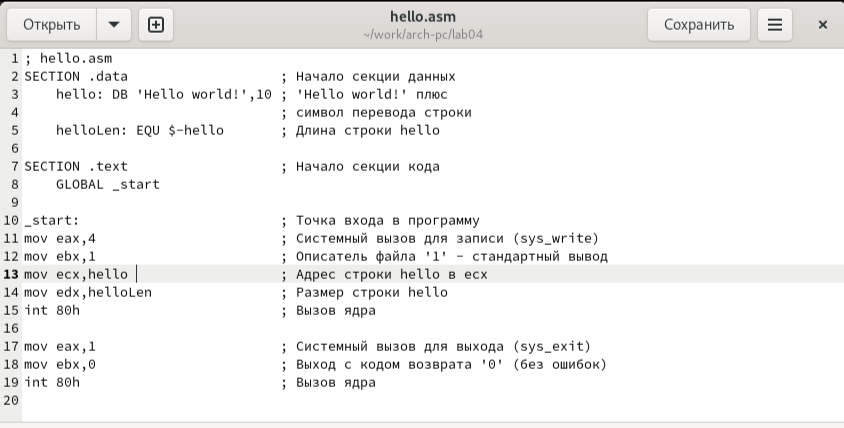 Открыть
hello.asm
~/work/arch-pc/lab04
Сохранить
1 ; hello.asm
2 SECTION .data                   ; Начало секции данных
3     hello: DB 'Hello world!',10 ; 'Hello world!' плюс
4                                 ; символ перевода строки
5     helloLen: EQU $-hello       ; Длина строки hello
6
7 SECTION .text                   ; Начало секции кода
8     GLOBAL _start
9
10 _start:                         ; Точка входа в программу
11 mov eax,4                       ; Системный вызов для записи (sys_write)
12 mov ebx,1                       ; Описатель файла '1' - стандартный вывод
13 mov ecx,hello                   ; Адрес строки hello в ecx
14 mov edx,helloLen                ; Размер строки hello
15 int 80h                         ; Вызов ядра
16
17 mov eax,1                       ; Системный вызов для выхода (sys_exit)
18 mov ebx,0                       ; Выход с кодом возврата '0' (без ошибок)
19 int 80h                         ; Вызов ядра
20